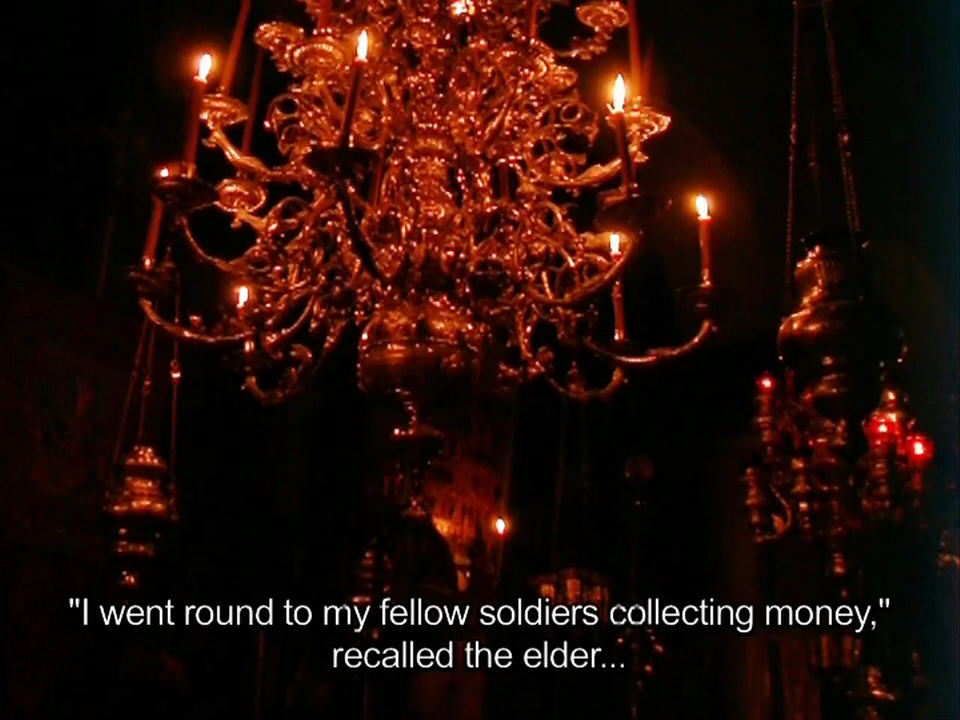 "I went round to my fellow soldiers collecting money,"
recalled the elder...